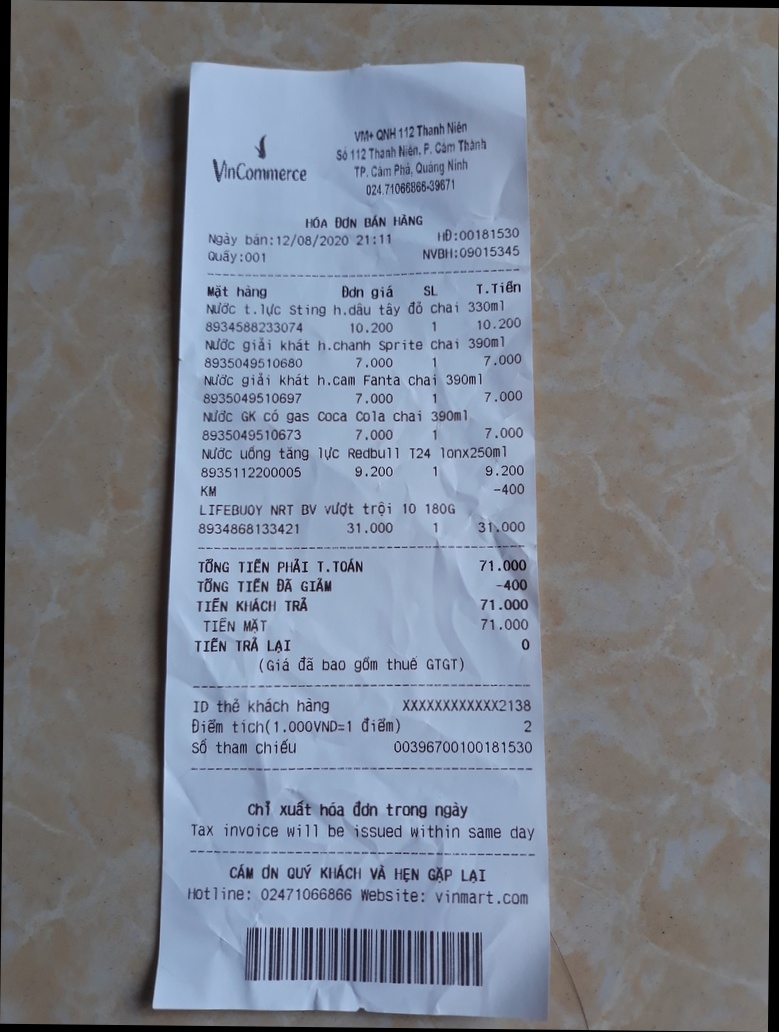 VinCommerce
VM+ QNH 112 Thanh Niên
Số 112 Thanh Niên, P. Cẩm Thành
TP. Cẩm Phả, Quảng Ninh
024.71066866-39671
HÓA ĐƠN BÁN HÀNG
Ngày bán:12/08/2020 21:11 HĐ:00181530
Quầy:001 NVBH:09015345
Mặt hàng Đơn giá SL T.Tiền
Nước t.lực Sting h.dâu tây đỏ chai 330ml
8934588233074 10.200 1 10.200
Nước giải khát h.chanh Sprite chai 390ml
8935049510680 7.000 1 7.000
Nước giải khát h.cam Fanta chai 390ml
8935049510697 7.000 1 7.000
Nước GK có gas Coca Cola chai 390ml
8935049510673 7.000 1 7.000
Nước uống tăng lực Redbull T24 lonx250ml
8935112200005 9.200 1 9.200
KM -400
LIFEBUOY NRT BV vượt trội 10 180G
8934868133421 31.000 1 31.000
TỔNG TIỀN PHẢI T.TOÁN 71.000
TỔNG TIỀN ĐÃ GIẢM -400
TIỀN KHÁCH TRẢ 71.000
TIỀN MẶT 71.000
TIỀN TRẢ LẠI 0
(Giá đã bao gồm thuế GTGT)
ID thẻ khách hàng XXXXXXXXXXXX2138
Điểm tích(1.000VND=1 điểm) 2
Số tham chiếu 00396700100181530
Chỉ xuất hóa đơn trong ngày
Tax invoice will be issued within same day
CÁM ƠN QUÝ KHÁCH VÀ HẸN GẶP LẠI
Hotline: 02471066866 Website: vinmart.com